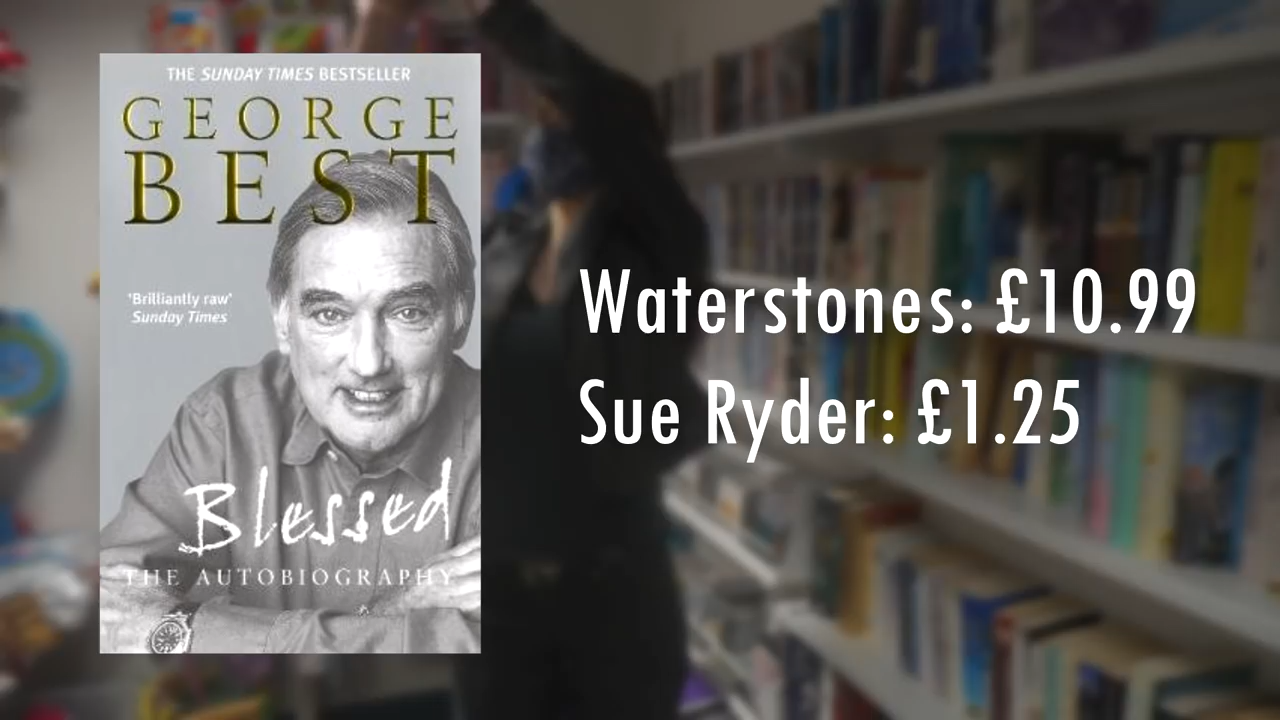 THE SUNDAY TIMES BESTSELLER
GEORGE
BEST
'Brilliantly raw'
Sunday Times
Blessed
THE AUTOBIOGRAPHY
Waterstones: £10.99
Sue Ryder: £1.25